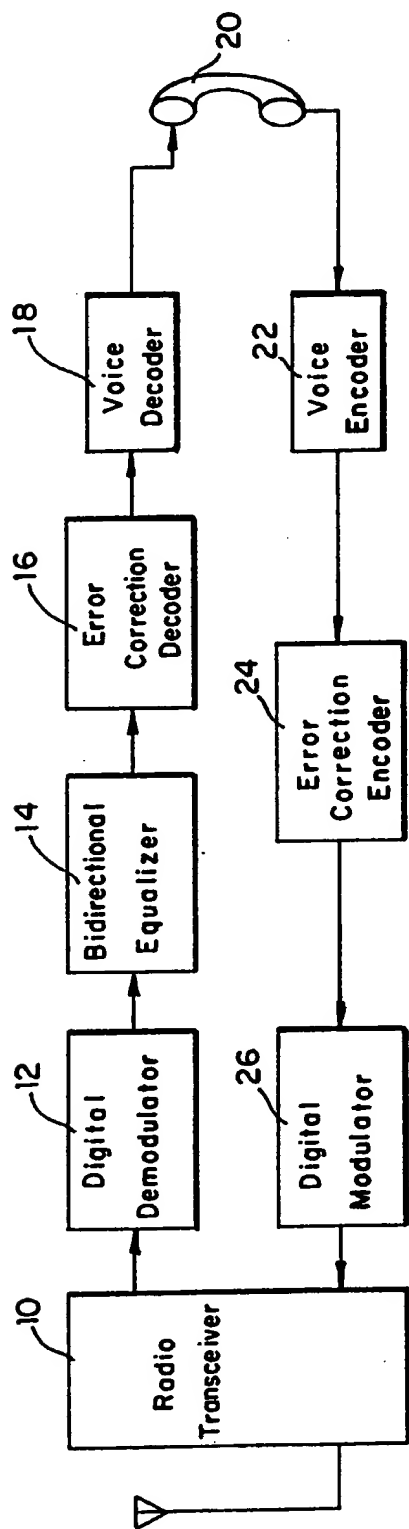 10
Radio
Transceiver
12
Digital
Demodulator
14
Bidirectional
Equalizer
16
Error
Correction
Decoder
18
Voice
Decoder
20
22
Voice
Encoder
24
Error
Correction
Encoder
26
Digital
Modulator